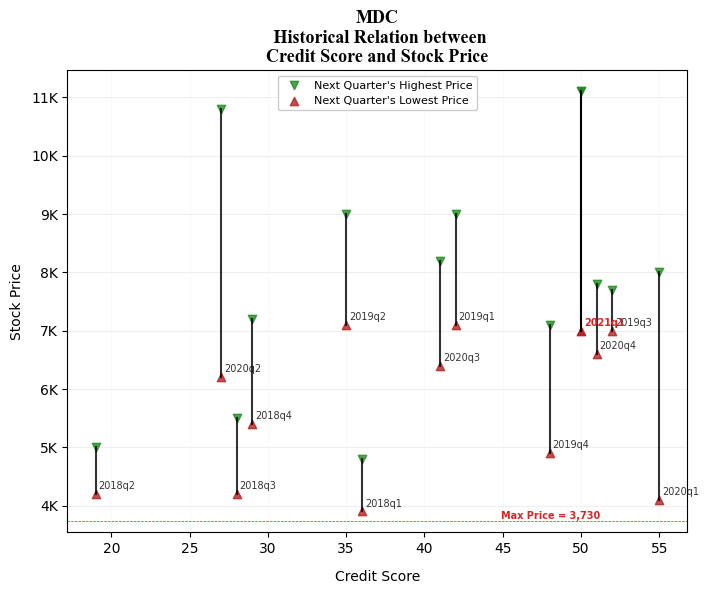 MDC
Historical Relation between
Credit Score and Stock Price
Next Quarter's Highest Price
Next Quarter's Lowest Price
11K
10K
9K
8K
7K
6K
5K
4K
Stock Price
2019q2
2019q1
2019q3
2020q4
2020q3
2020q2
2018q4
2019q4
2018q2
2018q3
2018q1
2020q1
Max Price = 3,730
20
25
30
35
40
45
50
55
Credit Score